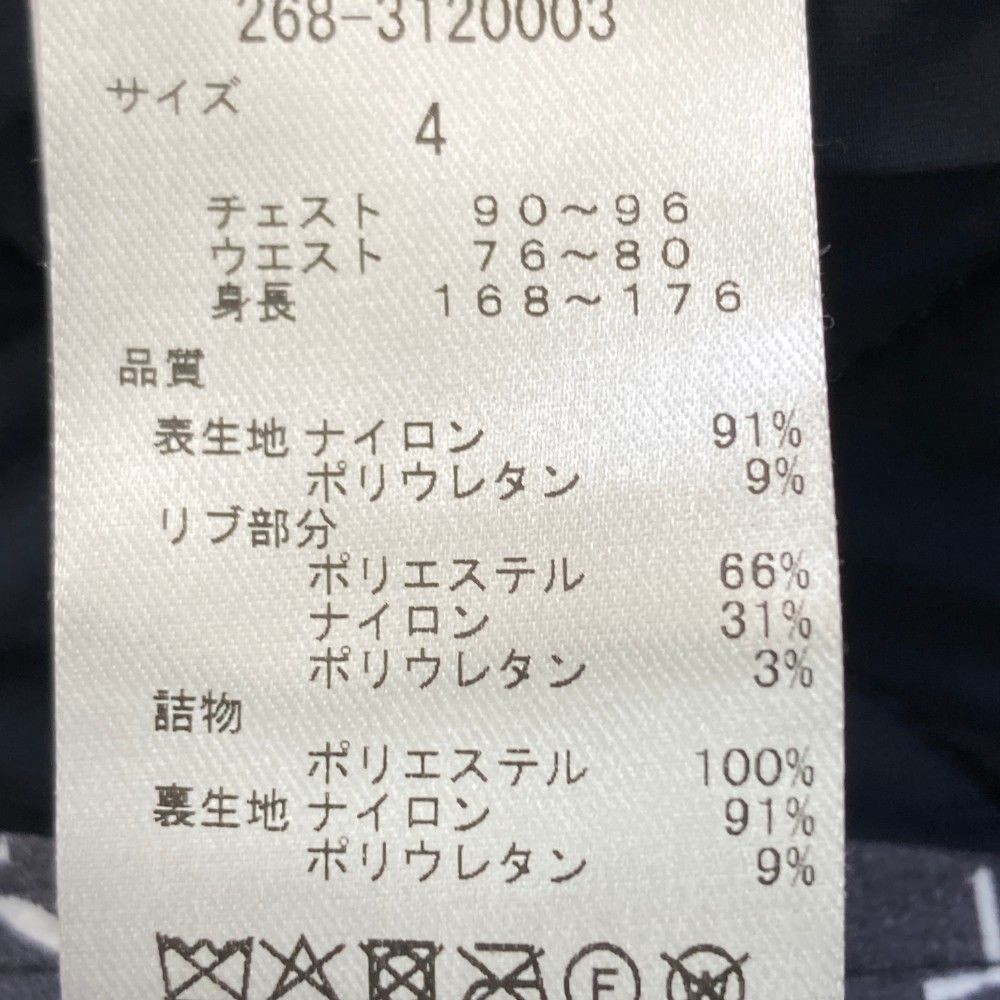 268-3120003
サイズ
4
チェスト 90～96
ウエスト 76～80
身長 168～176
品質
表生地 ナイロン 91%
ポリウレタン 9%
リブ部分
ポリエステル 66%
ナイロン 31%
ポリウレタン 3%
詰物
ポリエステル 100%
裏生地 ナイロン 91%
ポリウレタン 9%
F W